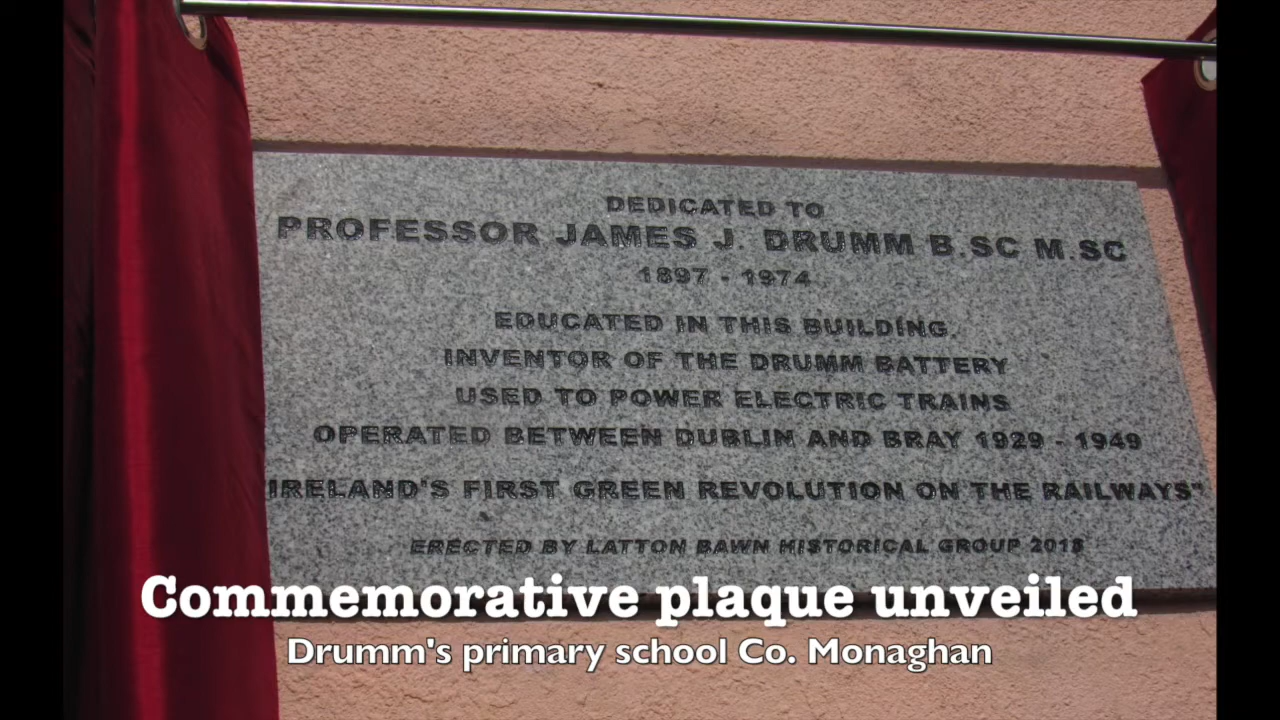 DEDICATED TO
PROFESSOR JAMES J. DRUMM B.SC M.SC
1897 - 1974
EDUCATED IN THIS BUILDING.
INVENTOR OF THE DRUMM BATTERY
USED TO POWER ELECTRIC TRAINS
OPERATED BETWEEN DUBLIN AND BRAY 1929 - 1949
"IRELAND'S FIRST GREEN REVOLUTION ON THE RAILWAYS"
ERECTED BY LATTON BAWN HISTORICAL GROUP
Commemorative plaque unveiled
Drumm's primary school Co. Monaghan